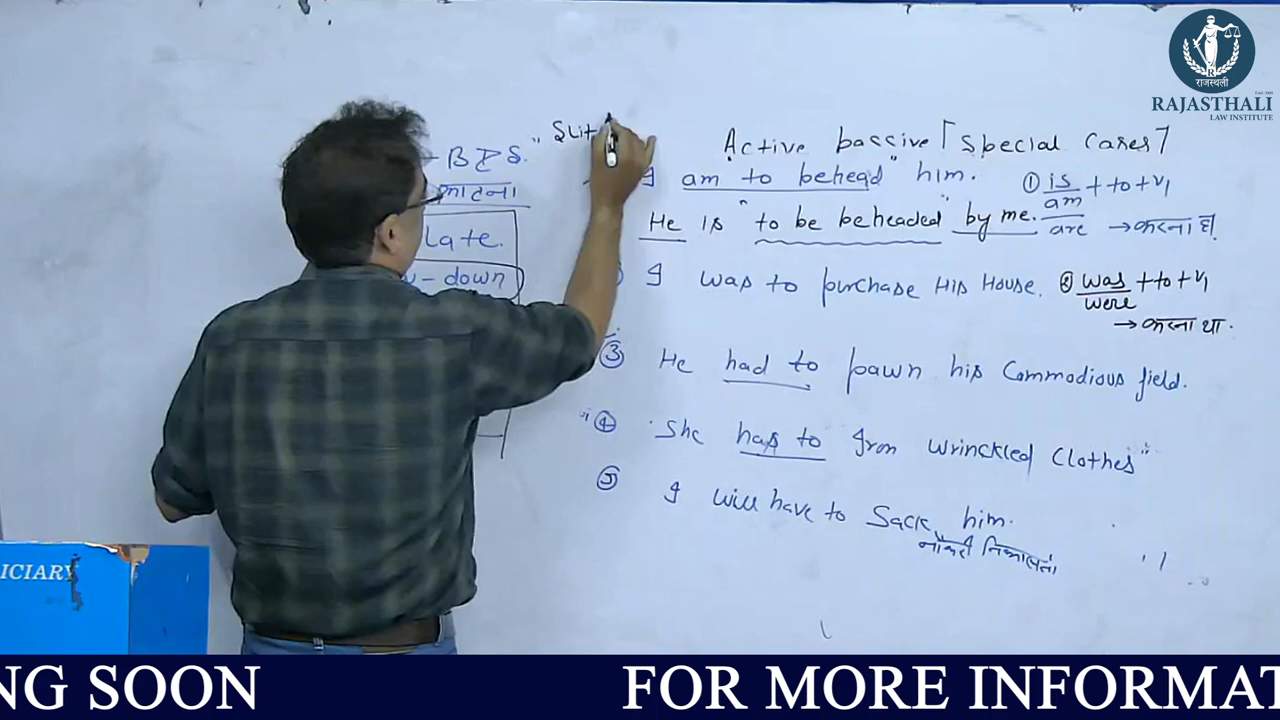 राजस्थली
RAJASTHALI
LAW INSTITUTE
"Slit
Active passive [Special Cases]
I am to behead" him. ① is/am/are + to + V1
→ करना है।
He is "to be beheaded" by me.
काटना
late.
- down
I was to purchase His House. ② was/were + to + V1
→ करना था.
③ He had to pawn his Commodious field.
④ She has to Iron wrinckled Clothes"
⑤ I will have to Sack him.
नौकरी निकालना
ICIARY
NG SOON
FOR MORE INFORMAT